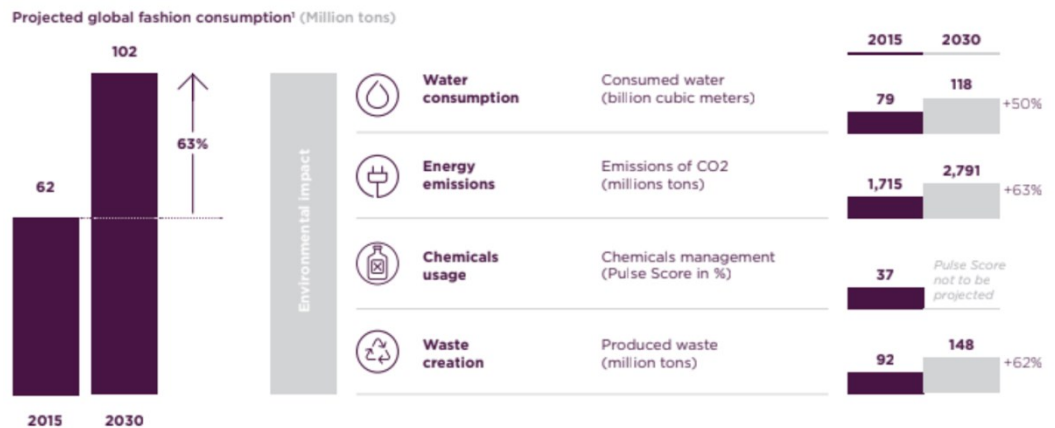 Projected global fashion consumption¹ (Million tons)
102
63%
62
2015 2030
Environmental impact
2015 2030
Water
consumption
Consumed water
(billion cubic meters)
79 118 +50%
Energy
emissions
Emissions of CO2
(millions tons)
1,715 2,791 +63%
Chemicals
usage
Chemicals management
(Pulse Score in %)
37
Pulse Score
not to be
projected
Waste
creation
Produced waste
(million tons)
92 148 +62%